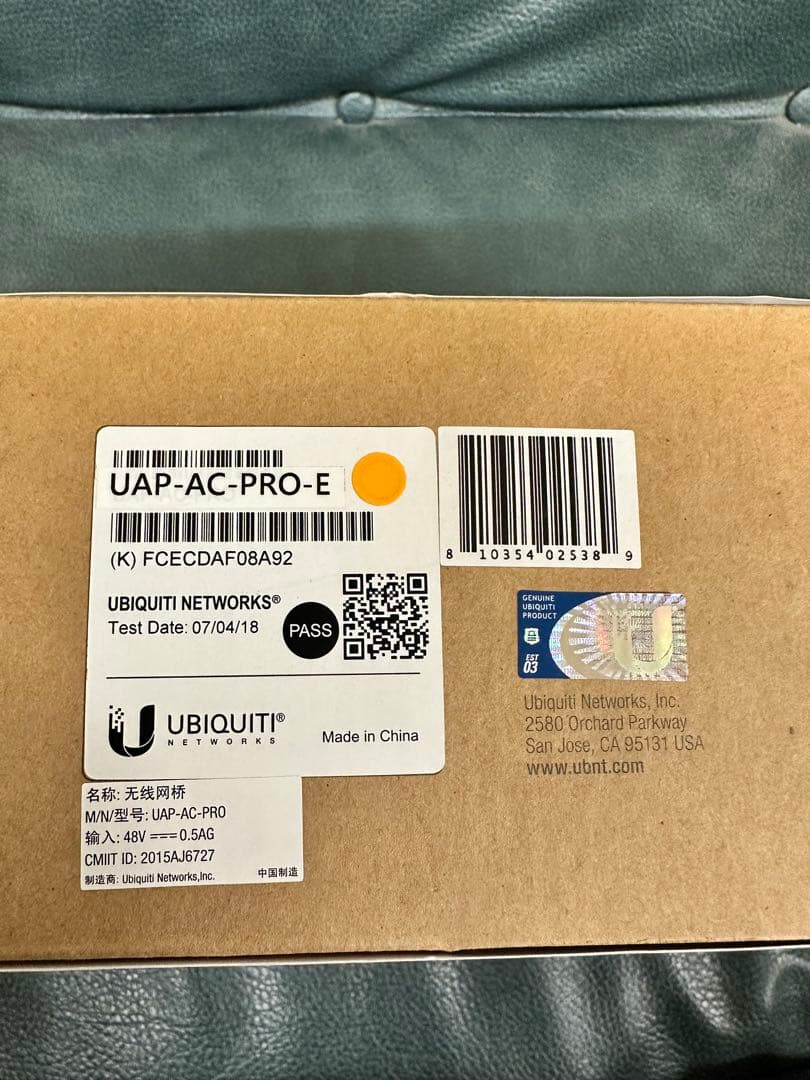 UAP-AC-PRO-E
(K) FCECDAF08A92
UBIQUITI NETWORKS®
Test Date: 07/04/18
PASS
UBIQUITI®
NETWORKS
Made in China
8 10354 02538 9
GENUINE
UBIQUITI
PRODUCT
EST
03
Ubiquiti Networks, Inc.
2580 Orchard Parkway
San Jose, CA 95131 USA
www.ubnt.com
名称: 无线网桥
M/N/型号: UAP-AC-PRO
输入: 48V ⎓ 0.5AG
CMIIT ID: 2015AJ6727
制造商: Ubiquiti Networks,Inc.
中国制造